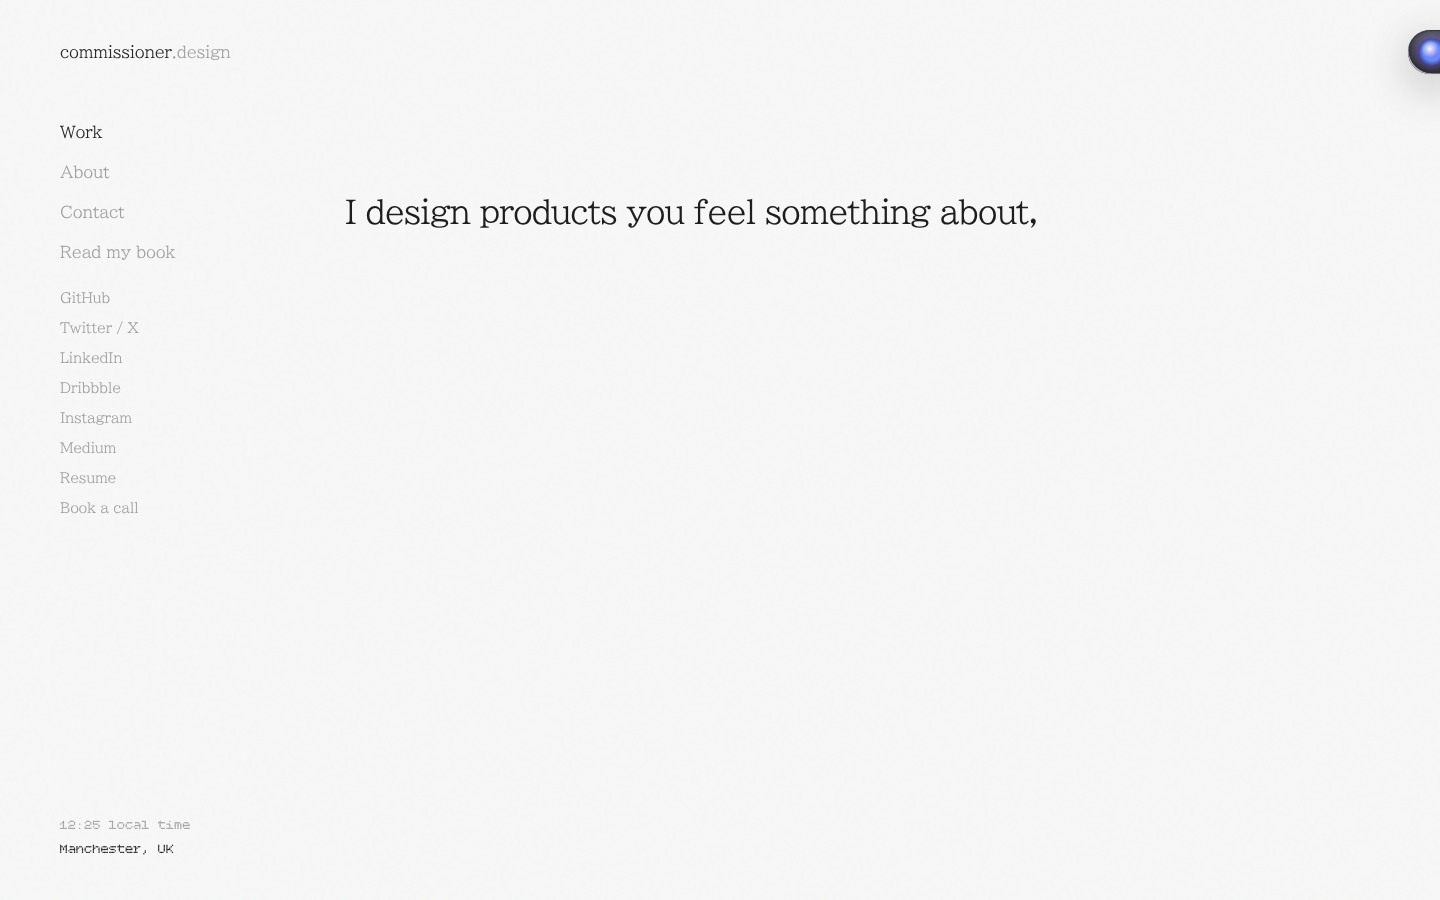 commissioner.design
Work
About
Contact
Read my book
GitHub
Twitter / X
LinkedIn
Dribbble
Instagram
Medium
Resume
Book a call
I design products you feel something about,
12:25 local time
Manchester, UK